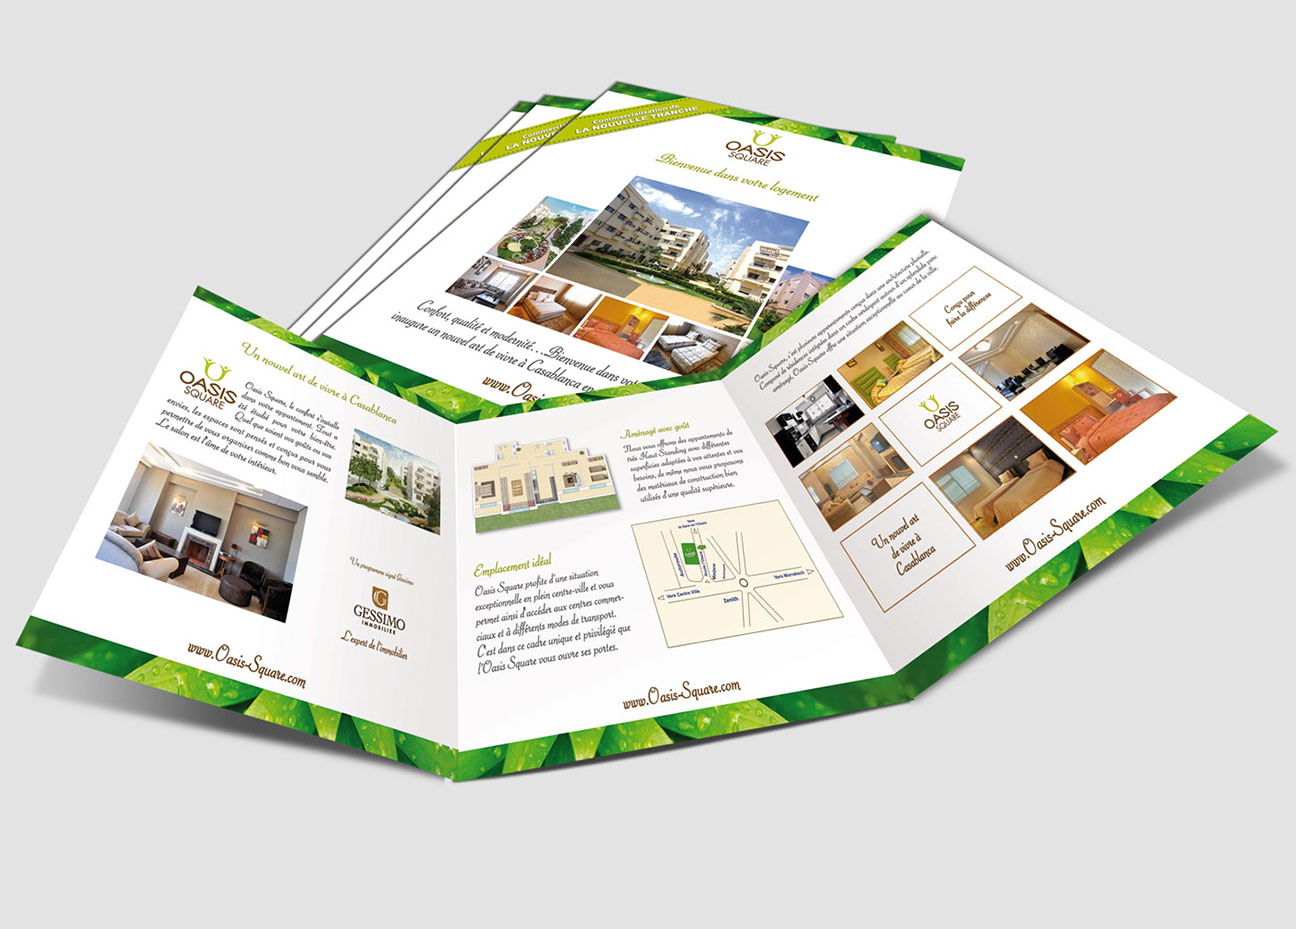 Commercialisation de
LA NOUVELLE TRANCHE
Commerci
LA NOUVE
OASIS
SQUARE
Bienvenue dans votre logement
Confort, qualité et modernité...Bienvenue dans vot
inaugure un nouvel art de vivre à Casablanca en
www.Oasis
Un nouvel art de vivre à Casablanca
OASIS
SQUARE
Oasis Square, le confort s'installe
dans votre appartement. Tout a
été étudié pour votre bien-être.
Quel que soient vos goûts ou vos
envies, les espaces sont pensés et conçus pour vous
permettre de vous organiser comme bon vous semble.
Le salon est l'âme de votre intérieur.
Un programme signé Gessimo
G
GESSIMO
IMMOBILIER
L'expert de l'immobilier
www.Oasis-Square.com
Aménagé avec goût
Nous vous offrons des appartements de
très Haut Standing avec différentes
superficies adaptées à vos attentes et vos
besoins, de même nous vous proposons
des matériaux de construction bien
utilisés d'une qualité supérieure.
Emplacement idéal
Oasis Square profite d'une situation
exceptionnelle en plein centre-ville et vous
permet ainsi d'accéder aux centres commer-
ciaux et à différents modes de transport.
C'est dans ce cadre unique et privilégié que
l'Oasis Square vous ouvre ses portes.
Vers
la Gare de l'Oasis
Vers Marrakech
Vers Centre Ville
Zenith
www.Oasis-Square.com
Oasis Square, c'est plusieurs appartements conçus dans une architecture plurielle.
Composé de résidences intégrées dans un cadre verdoyant autour d'un splendide parc
aménagé, Oasis Square offre une situation exceptionnelle au coeur de la ville.
Conçu pour
faire la différence
OASIS
SQUARE
Un nouvel art
de vivre à
Casablanca
www.Oasis-Square.com